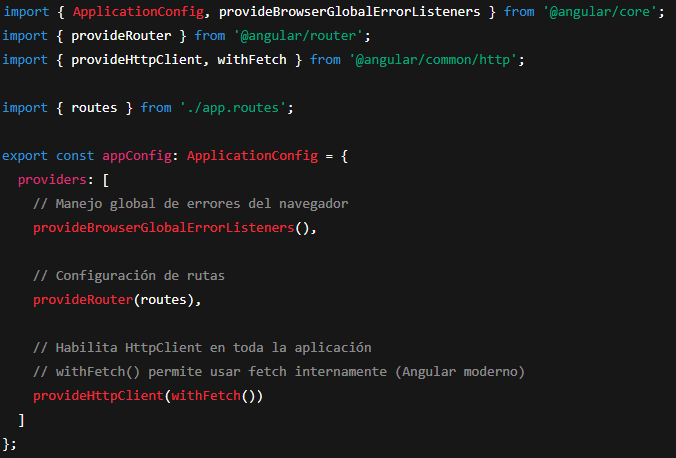 import { ApplicationConfig, provideBrowserGlobalErrorListeners } from '@angular/core';
import { provideRouter } from '@angular/router';
import { provideHttpClient, withFetch } from '@angular/common/http';

import { routes } from './app.routes';

export const appConfig: ApplicationConfig = {
  providers: [
    // Manejo global de errores del navegador
    provideBrowserGlobalErrorListeners(),

    // Configuración de rutas
    provideRouter(routes),

    // Habilita HttpClient en toda la aplicación
    // withFetch() permite usar fetch internamente (Angular moderno)
    provideHttpClient(withFetch())
  ]
};